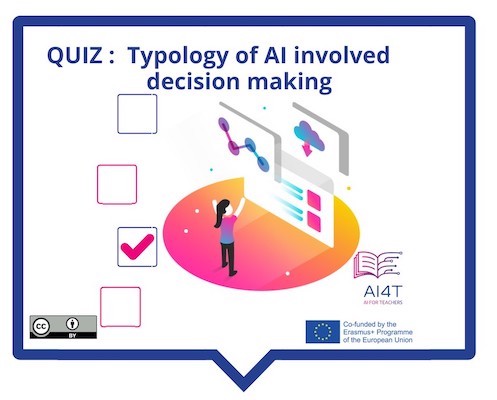 QUIZ : Typology of AI involved
decision making
AI4T
AI FOR TEACHERS
cc
BY
Co-funded by the
Erasmus+ Programme
of the European Union